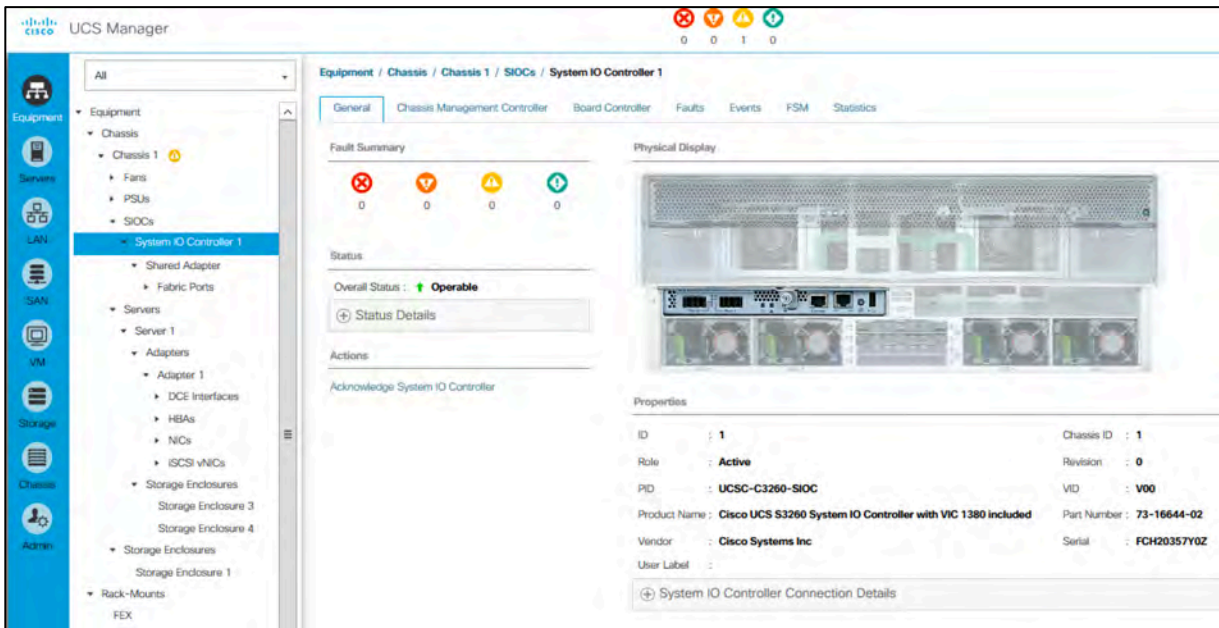 CISCO UCS Manager
0 0 1 0
Equipment
Servers
LAN
SAN
VM
Storage
Chassis
Admin
All
Equipment
Chassis
Chassis 1
Fans
PSUs
SIOCs
System IO Controller 1
Shared Adapter
Fabric Ports
Servers
Server 1
Adapters
Adapter 1
DCE Interfaces
HBAs
NICs
iSCSI vNICs
Storage Enclosures
Storage Enclosure 3
Storage Enclosure 4
Storage Enclosures
Storage Enclosure 1
Rack-Mounts
FEX
Equipment / Chassis / Chassis 1 / SIOCs / System IO Controller 1
General Chassis Management Controller Board Controller Faults Events FSM Statistics
Fault Summary
0 0 0 0
Status
Overall Status : Operable
Status Details
Actions
Acknowledge System IO Controller
Physical Display
Properties
ID : 1 Chassis ID : 1
Role : Active Revision : 0
PID : UCSC-C3260-SIOC VID : V00
Product Name : Cisco UCS S3260 System IO Controller with VIC 1380 included Part Number : 73-16644-02
Vendor : Cisco Systems Inc Serial : FCH20357Y0Z
User Label :
System IO Controller Connection Details